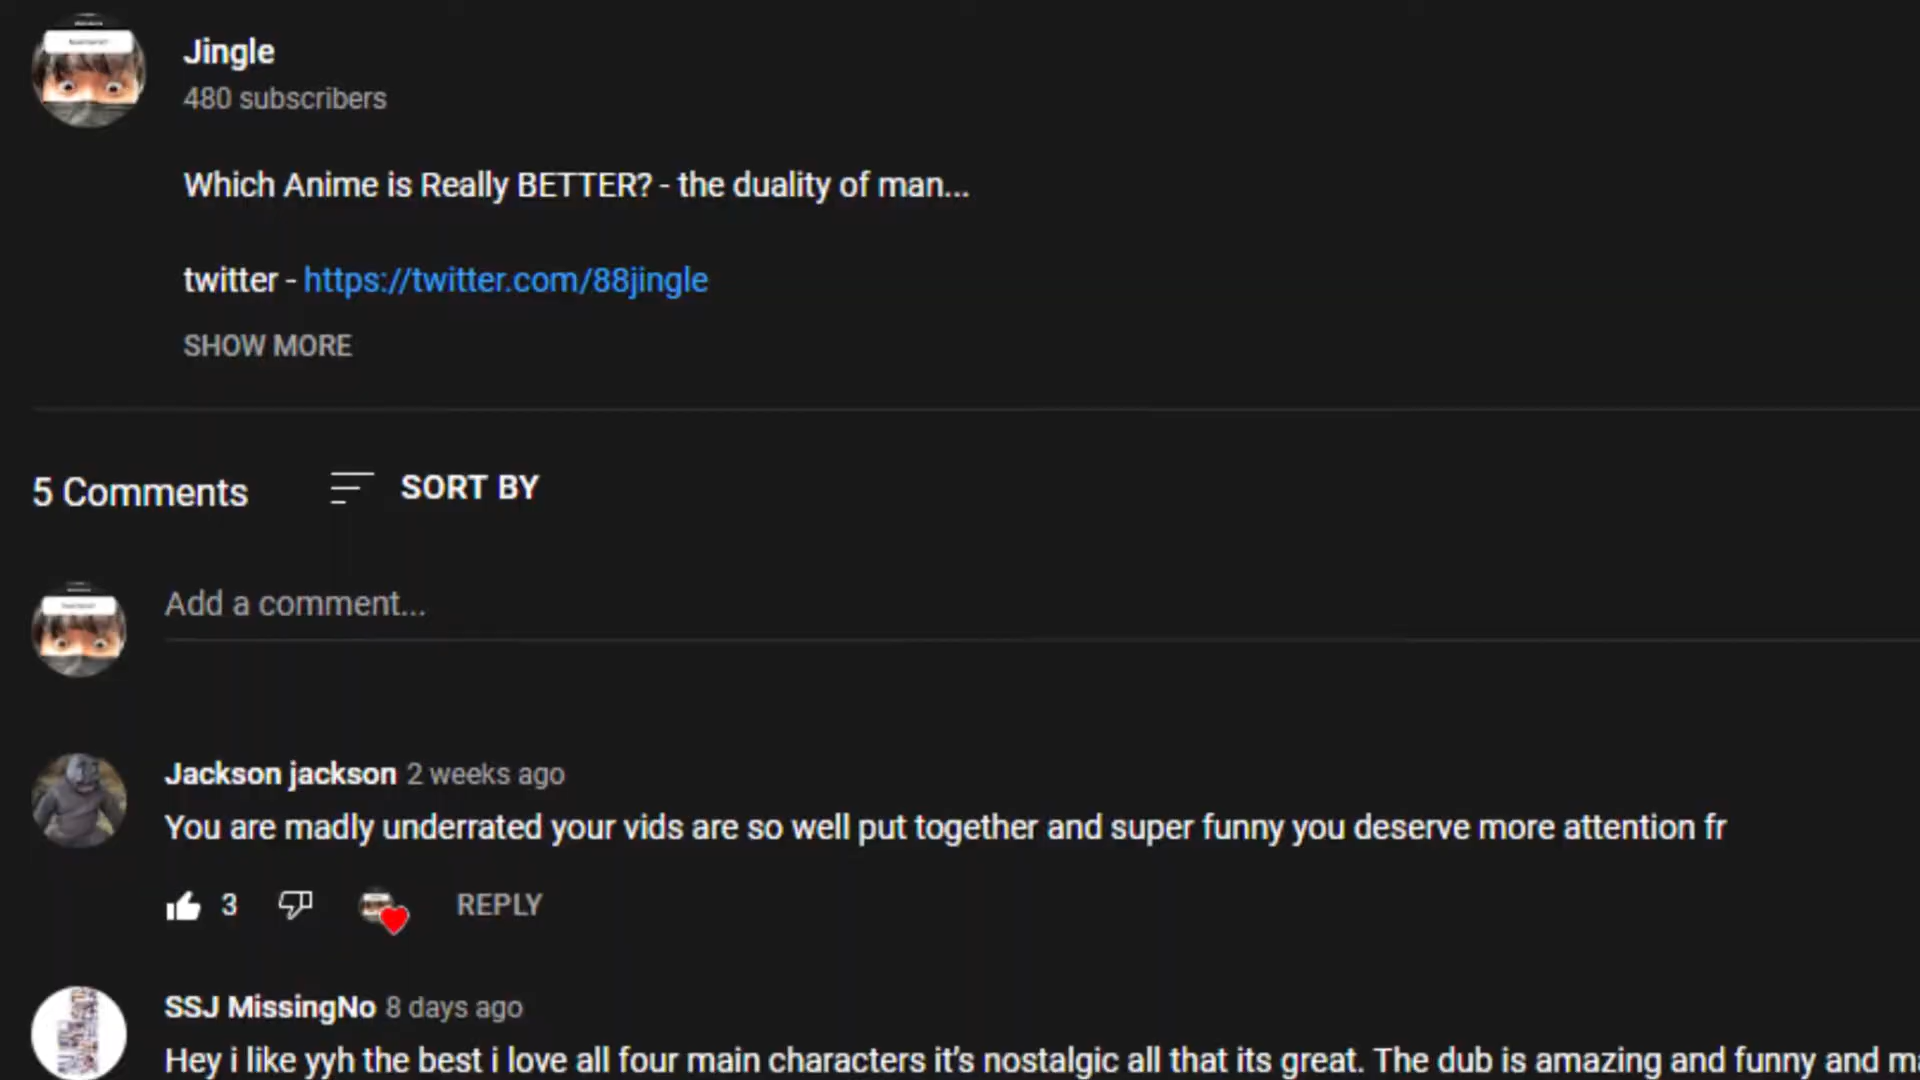 Jingle
480 subscribers
Which Anime is Really BETTER? - the duality of man...
twitter - https://twitter.com/88jingle
SHOW MORE
5 Comments SORT BY
Add a comment...
Jackson jackson 2 weeks ago
You are madly underrated your vids are so well put together and super funny you deserve more attention fr
3 REPLY
SSJ MissingNo 8 days ago
Hey i like yyh the best i love all four main characters it's nostalgic all that its great. The dub is amazing and funny and